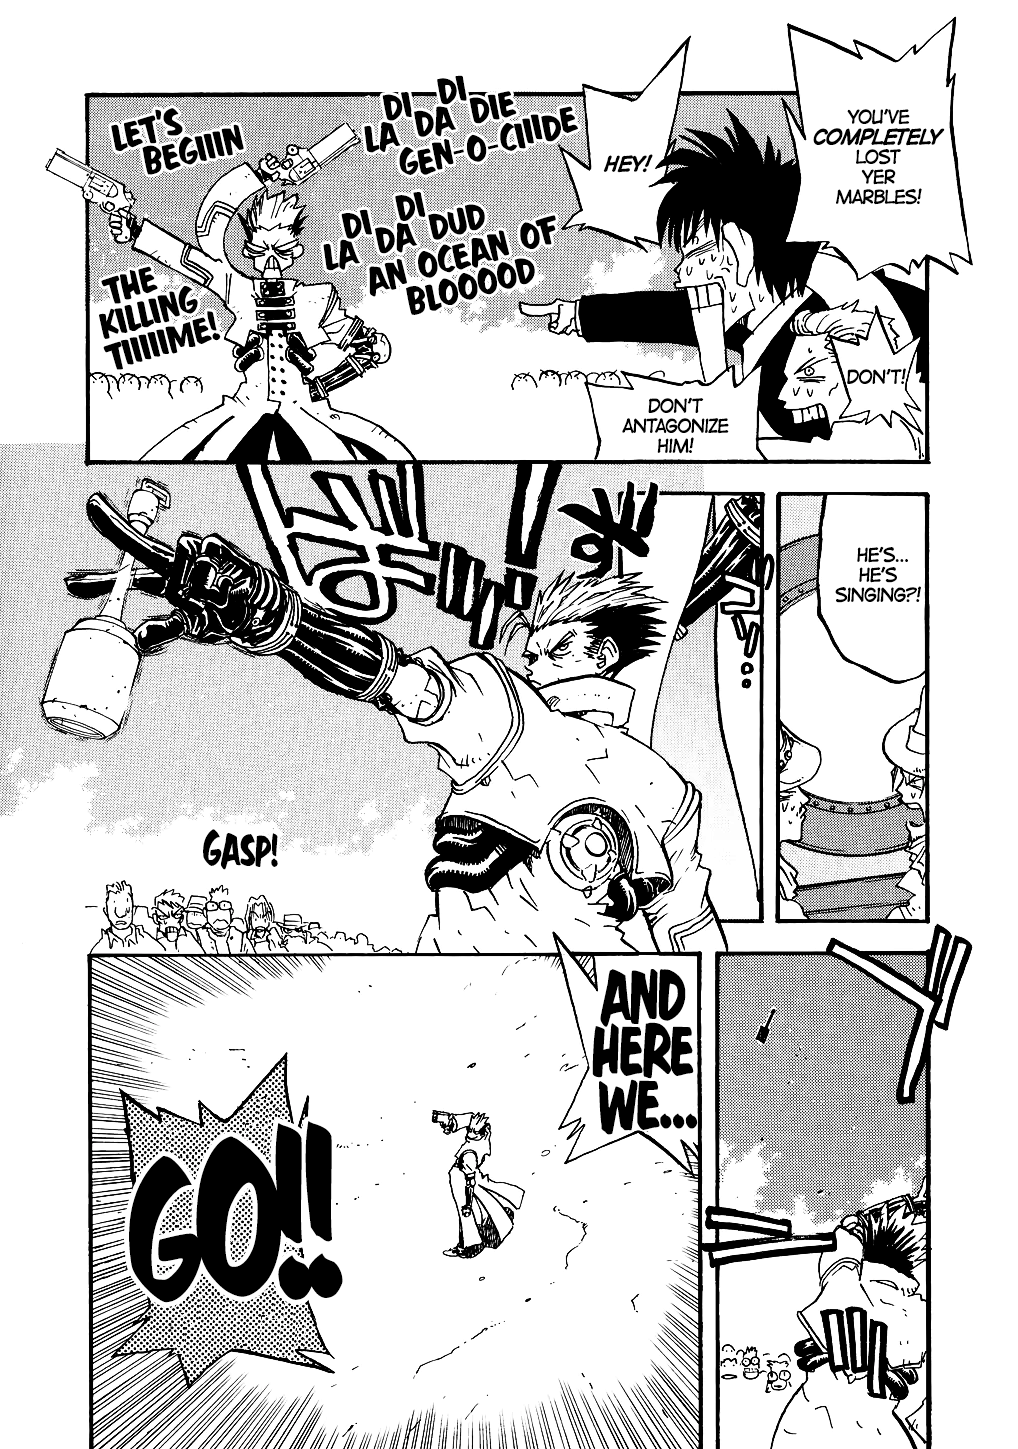 YOU'VE
COMPLETELY
LOST
YER
MARBLES!
HEY!
DON'T!
DON'T
ANTAGONIZE
HIM!
DI DI
LA DA DIE
GEN-O-CIIIDE
DI DI
LA DA DUD
AN OCEAN OF
BLOOOOD
LET'S
BEGIIIN
THE
KILLING
TIIIIIME!
HE'S...
HE'S
SINGING?!
GASP!
AND
HERE
WE...
GO!!